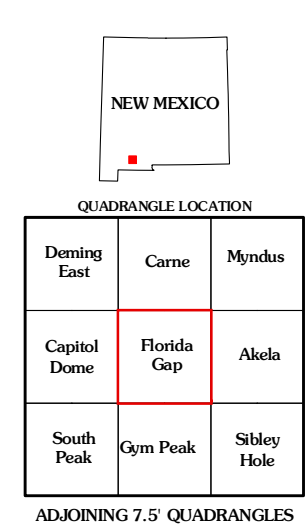 NEW MEXICO
QUADRANGLE LOCATION
Deming
East
Carne
Myndus
Capitol
Dome
Florida
Gap
Akela
South
Peak
Gym Peak
Sibley
Hole
ADJOINING 7.5' QUADRANGLES